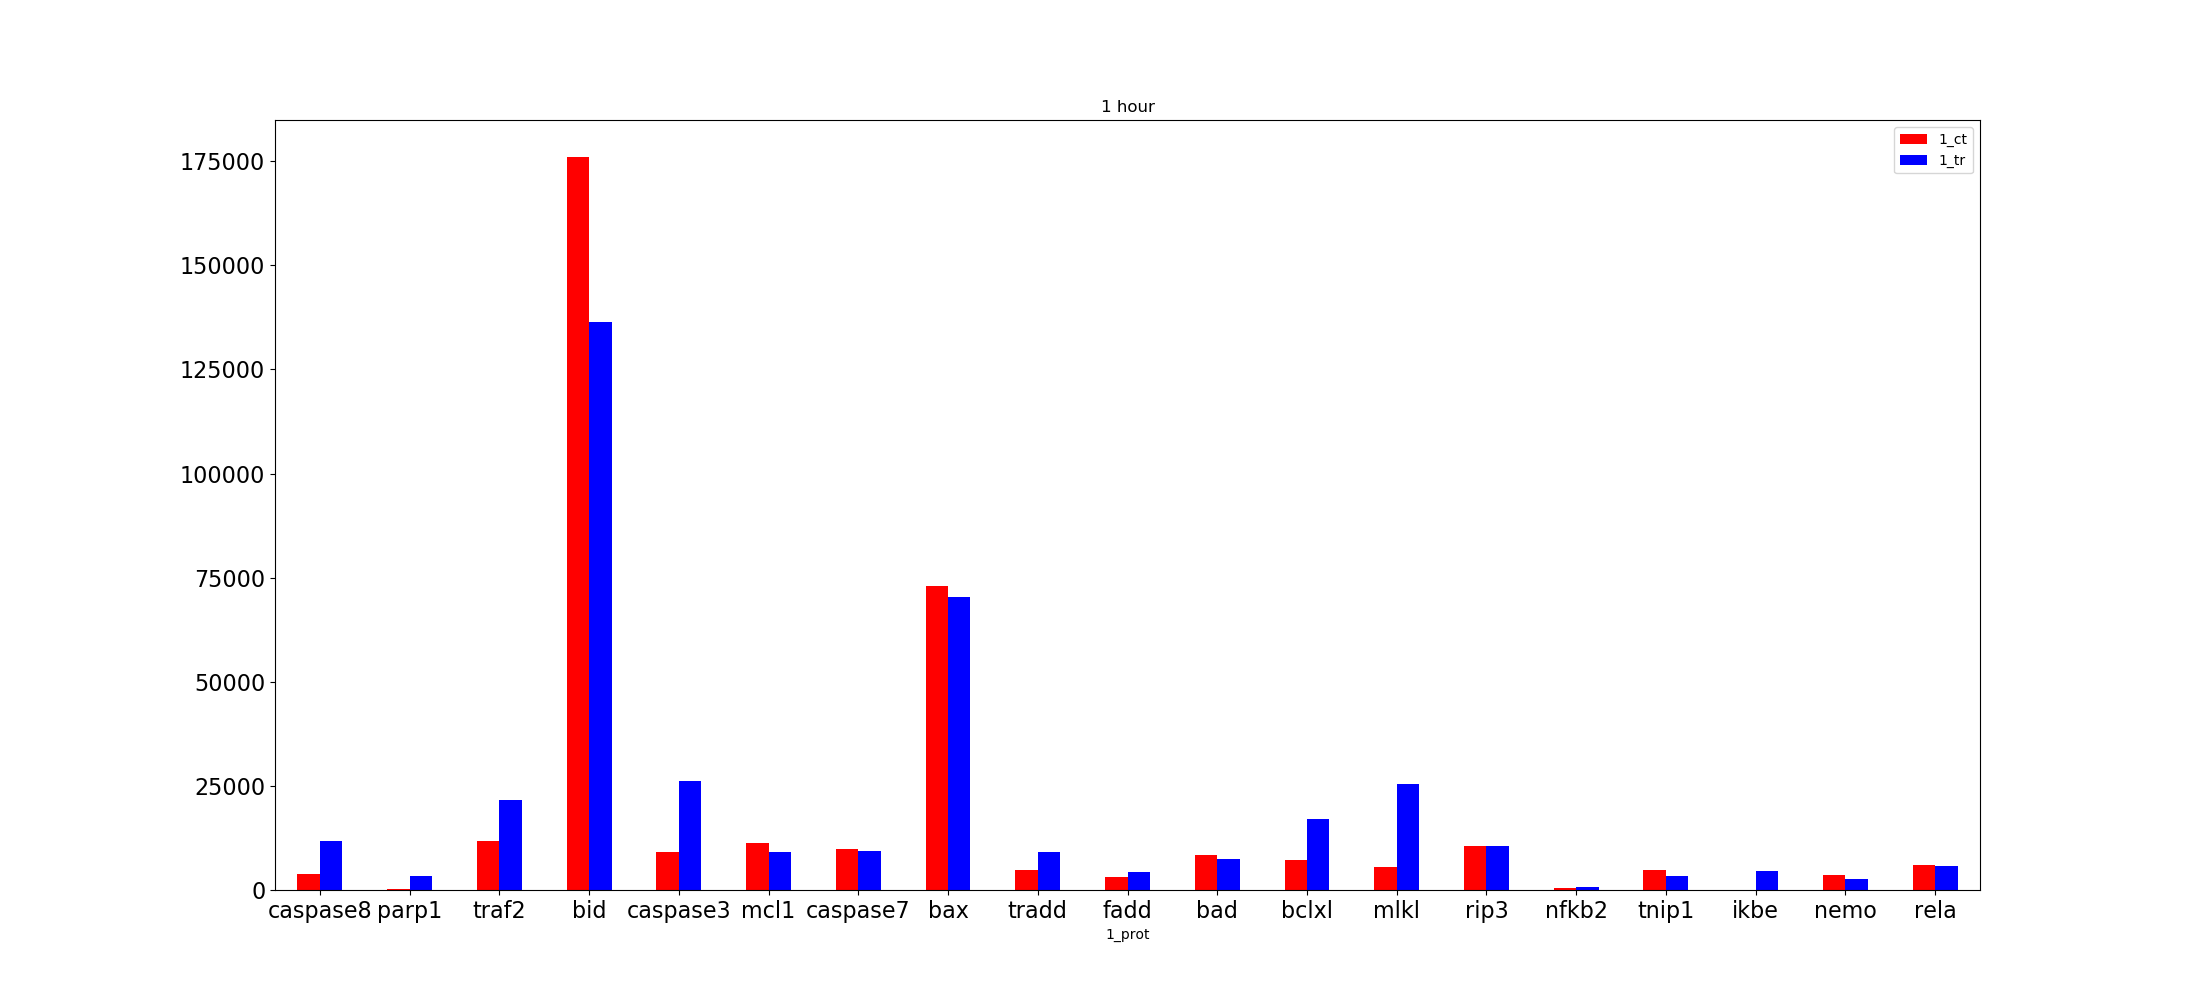 1 hour
1_ct
1_tr
175000
150000
125000
100000
75000
50000
25000
0
caspase8 parp1 traf2 bid caspase3 mcl1 caspase7 bax tradd fadd bad bclxl mlkl rip3 nfkb2 tnip1 ikbe nemo rela
1_prot